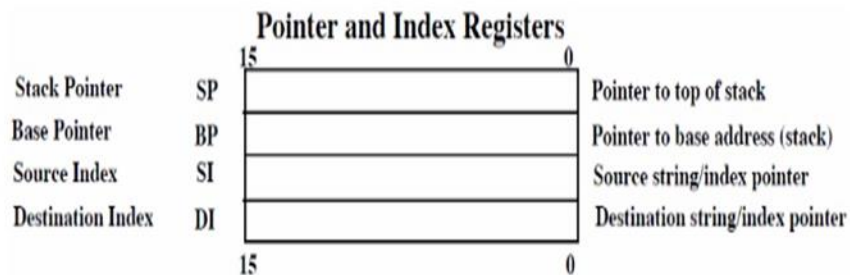 Pointer and Index Registers
15 0
Stack Pointer SP Pointer to top of stack
Base Pointer BP Pointer to base address (stack)
Source Index SI Source string/index pointer
Destination Index DI Destination string/index pointer
15 0